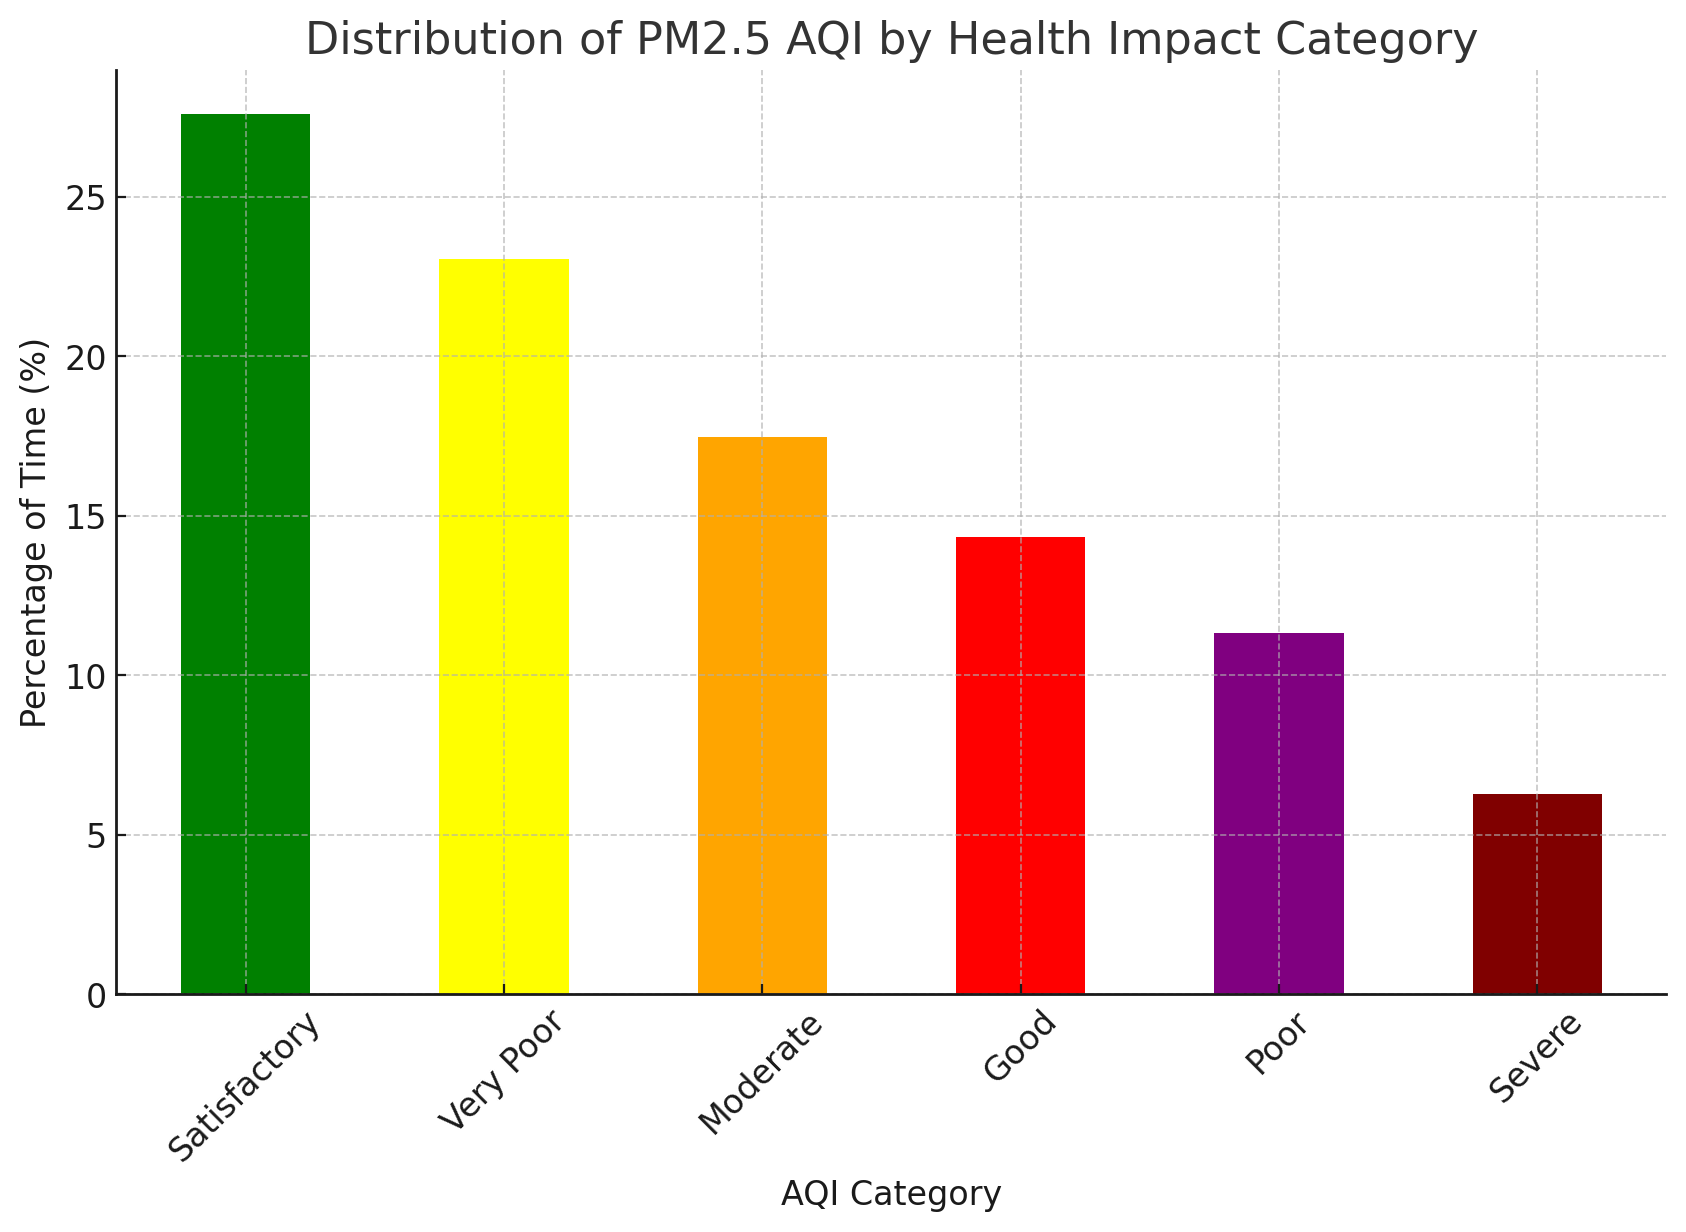 Distribution of PM2.5 AQI by Health Impact Category
Percentage of Time (%)
25
20
15
10
5
0
Satisfactory
Very Poor
Moderate
Good
Poor
Severe
AQI Category